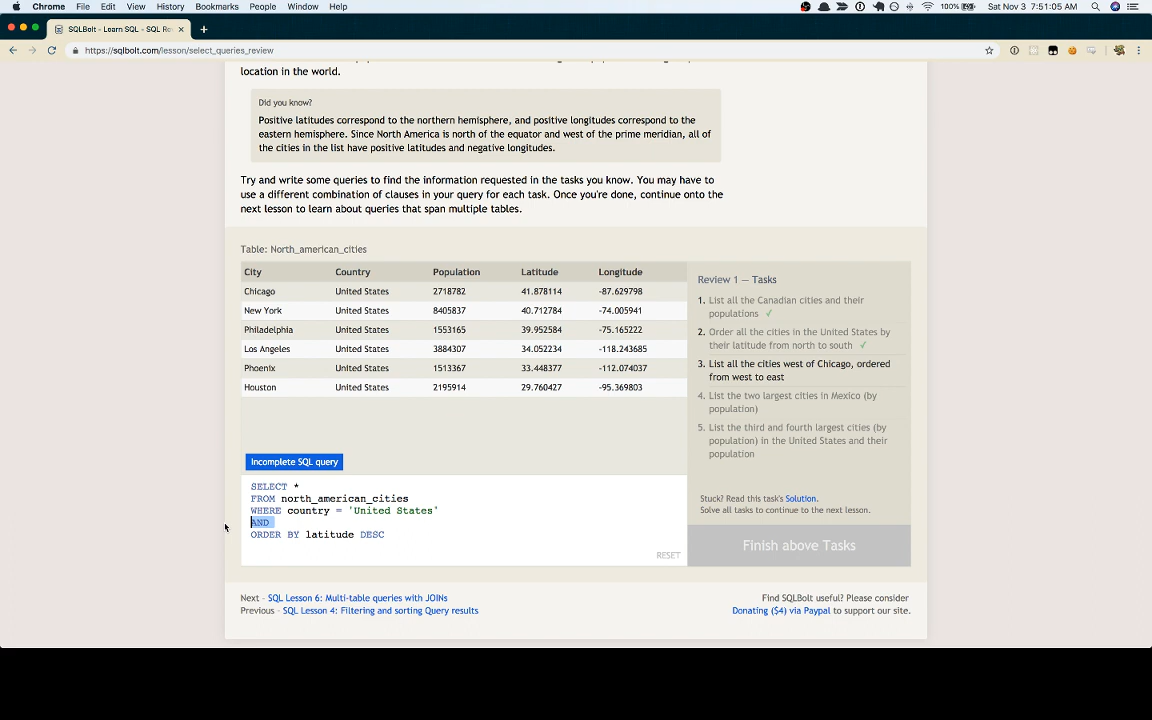 Chrome File Edit View History Bookmarks People Window Help 100% Sat Nov 3 7:51:05 AM
SQLBolt - Learn SQL - SQL Re
https://sqlbolt.com/lesson/select_queries_review
location in the world.
Did you know?
Positive latitudes correspond to the northern hemisphere, and positive longitudes correspond to the
eastern hemisphere. Since North America is north of the equator and west of the prime meridian, all of
the cities in the list have positive latitudes and negative longitudes.
Try and write some queries to find the information requested in the tasks you know. You may have to
use a different combination of clauses in your query for each task. Once you're done, continue onto the
next lesson to learn about queries that span multiple tables.
Table: North_american_cities
City Country Population Latitude Longitude
Chicago United States 2718782 41.878114 -87.629798
New York United States 8405837 40.712784 -74.005941
Philadelphia United States 1553165 39.952584 -75.165222
Los Angeles United States 3884307 34.052234 -118.243685
Phoenix United States 1513367 33.448377 -112.074037
Houston United States 2195914 29.760427 -95.369803
Review 1 — Tasks
1. List all the Canadian cities and their
populations ✓
2. Order all the cities in the United States by
their latitude from north to south ✓
3. List all the cities west of Chicago, ordered
from west to east
4. List the two largest cities in Mexico (by
population)
5. List the third and fourth largest cities (by
population) in the United States and their
population
Incomplete SQL query
SELECT *
FROM north_american_cities
WHERE country = 'United States'
AND
ORDER BY latitude DESC
RESET
Stuck? Read this task's Solution.
Solve all tasks to continue to the next lesson.
Finish above Tasks
Next – SQL Lesson 6: Multi-table queries with JOINs
Previous – SQL Lesson 4: Filtering and sorting Query results
Find SQLBolt useful? Please consider
Donating ($4) via Paypal to support our site.